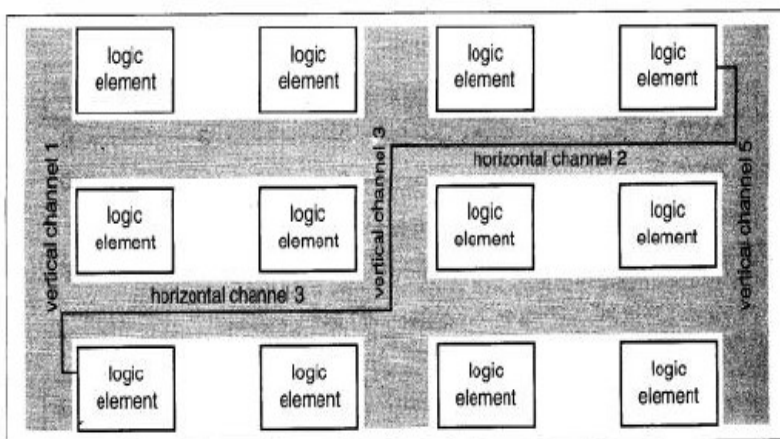 logic
element
logic
element
logic
element
logic
element
vertical channel 1
vertical channel 3
horizontal channel 2
vertical channel 5
logic
element
logic
element
logic
element
logic
element
horizontal channel 3
logic
element
logic
element
logic
element
logic
element